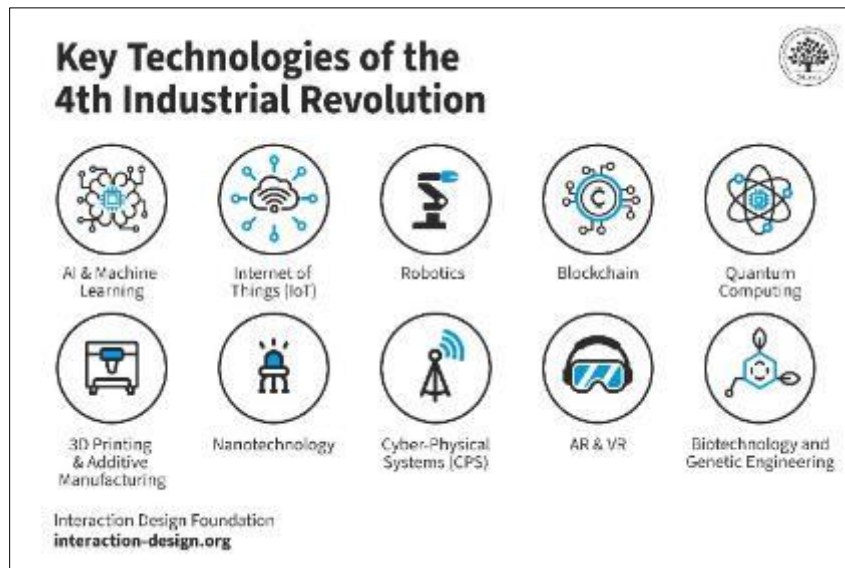 Key Technologies of the
4th Industrial Revolution
AI & Machine
Learning
Internet of
Things (IoT)
Robotics
Blockchain
Quantum
Computing
3D Printing
& Additive
Manufacturing
Nanotechnology
Cyber-Physical
Systems (CPS)
AR & VR
Biotechnology and
Genetic Engineering
Interaction Design Foundation
interaction-design.org